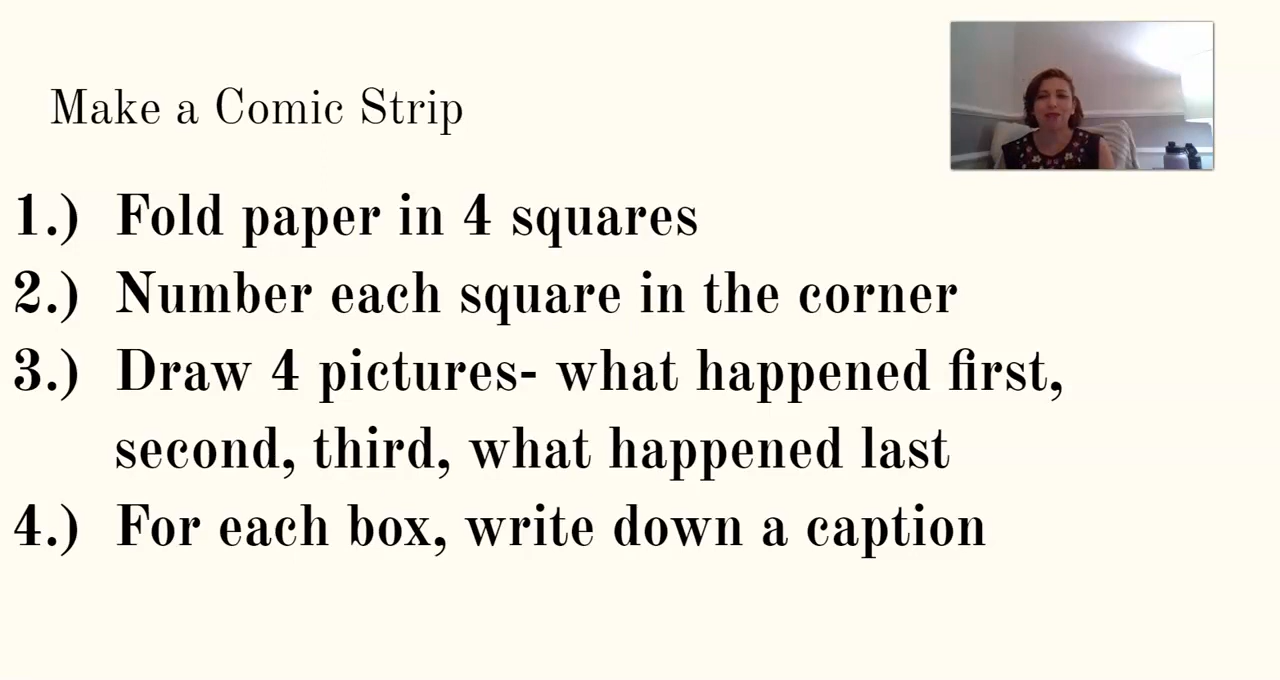 Make a Comic Strip
1.) Fold paper in 4 squares
2.) Number each square in the corner
3.) Draw 4 pictures- what happened first,
second, third, what happened last
4.) For each box, write down a caption